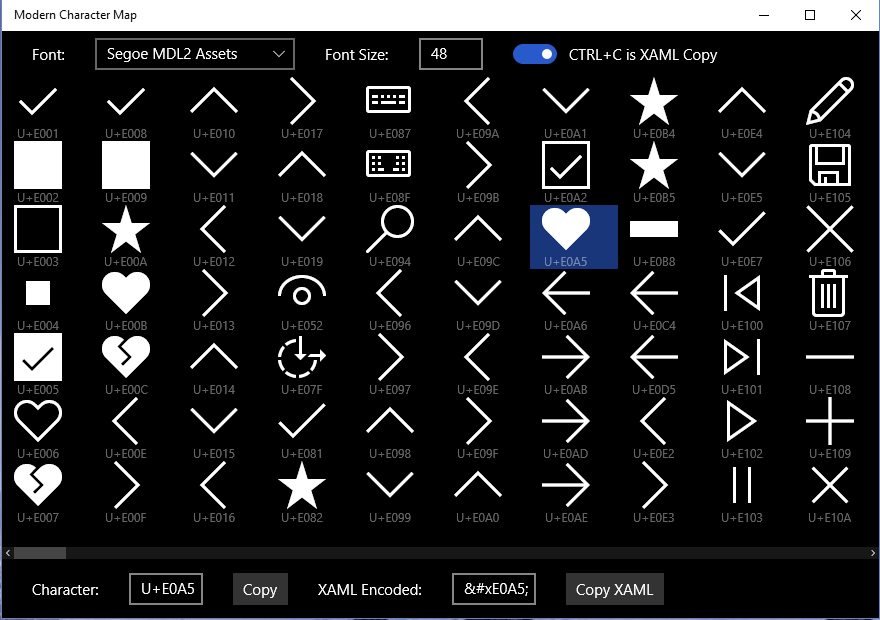 Modern Character Map
Font: Segoe MDL2 Assets Font Size: 48 CTRL+C is XAML Copy
U+E001 U+E008 U+E010 U+E017 U+E087 U+E09A U+E0A1 U+E0B4 U+E0E4 U+E104
U+E002 U+E009 U+E011 U+E018 U+E08F U+E09B U+E0A2 U+E0B5 U+E0E5 U+E105
U+E003 U+E00A U+E012 U+E019 U+E094 U+E09C U+E0A5 U+E0B8 U+E0E7 U+E106
U+E004 U+E00B U+E013 U+E052 U+E096 U+E09D U+E0A6 U+E0C4 U+E100 U+E107
U+E005 U+E00C U+E014 U+E07F U+E097 U+E09E U+E0AB U+E0D5 U+E101 U+E108
U+E006 U+E00E U+E015 U+E081 U+E098 U+E09F U+E0AD U+E0E2 U+E102 U+E109
U+E007 U+E00F U+E016 U+E082 U+E099 U+E0A0 U+E0AE U+E0E3 U+E103 U+E10A
Character: U+E0A5 Copy XAML Encoded: &#xE0A5; Copy XAML